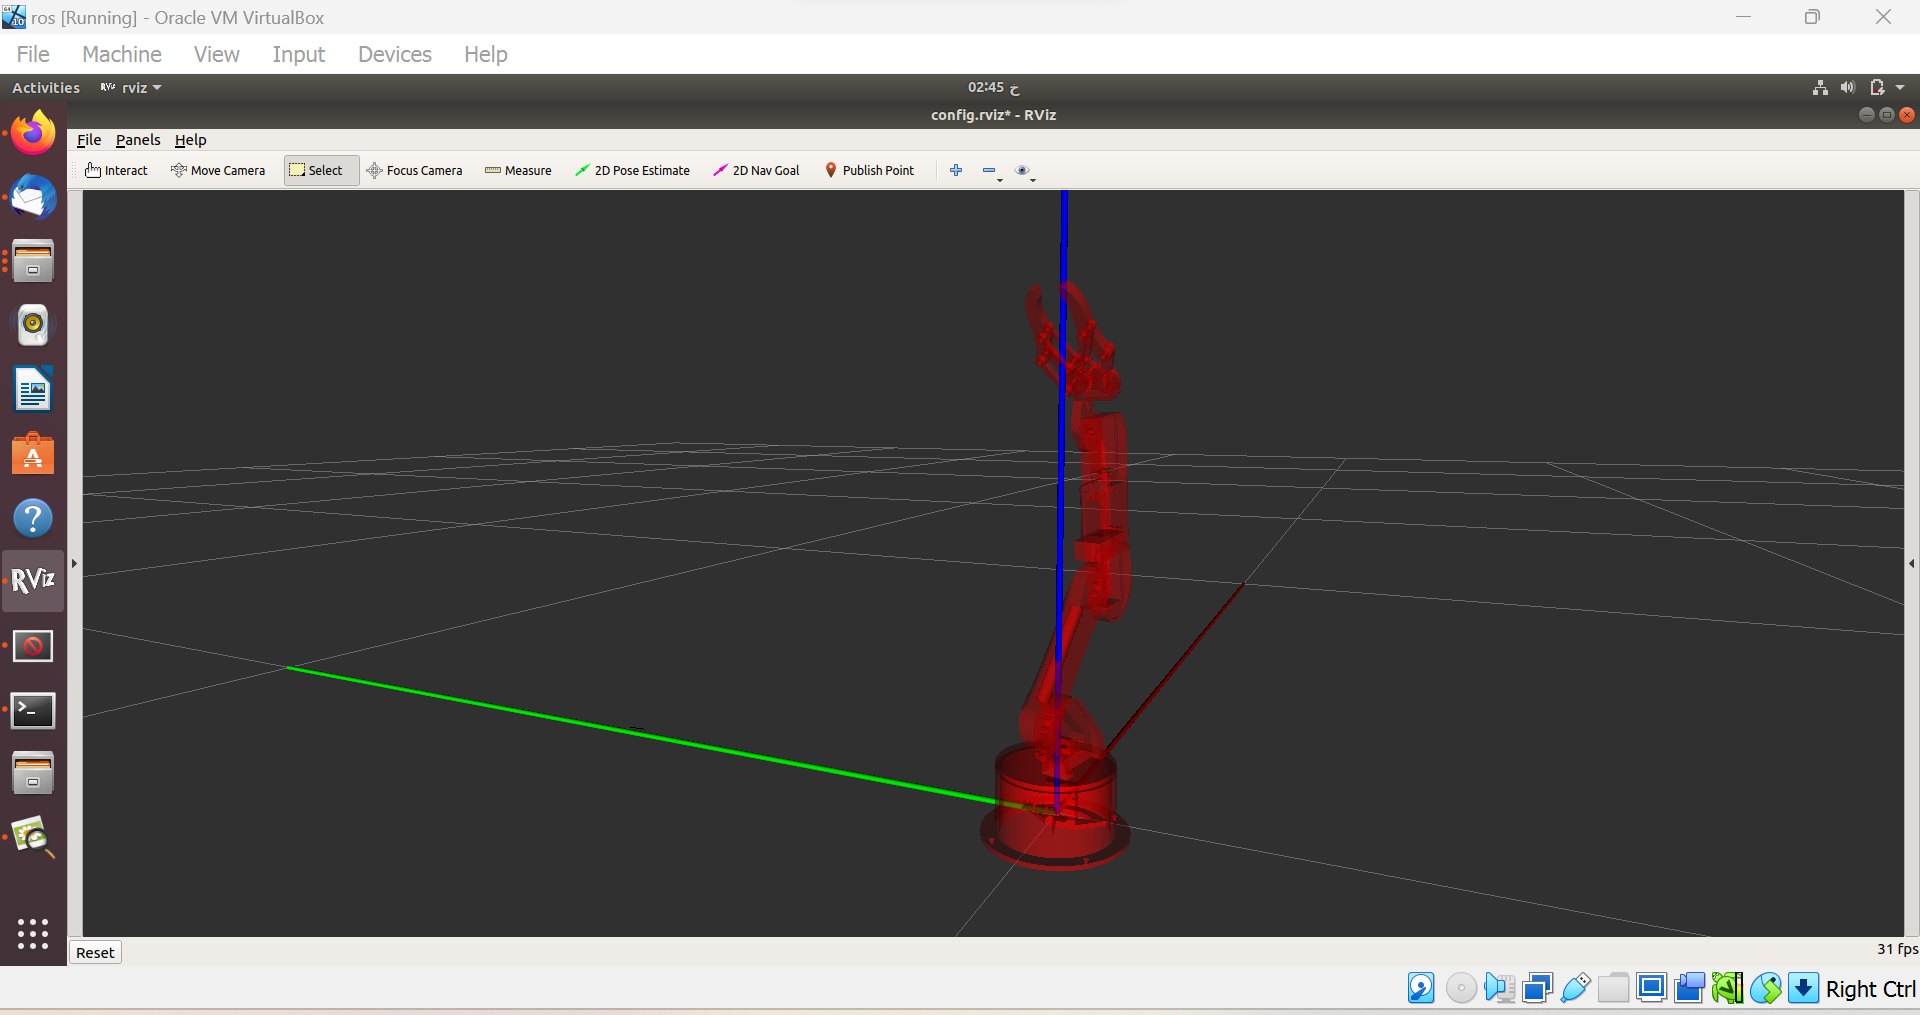 ros [Running] - Oracle VM VirtualBox
File Machine View Input Devices Help
Activities rviz 02:45 ح
config.rviz* - RViz
File Panels Help
Interact Move Camera Select Focus Camera Measure 2D Pose Estimate 2D Nav Goal Publish Point
RViz
Reset
31 fps
Right Ctrl